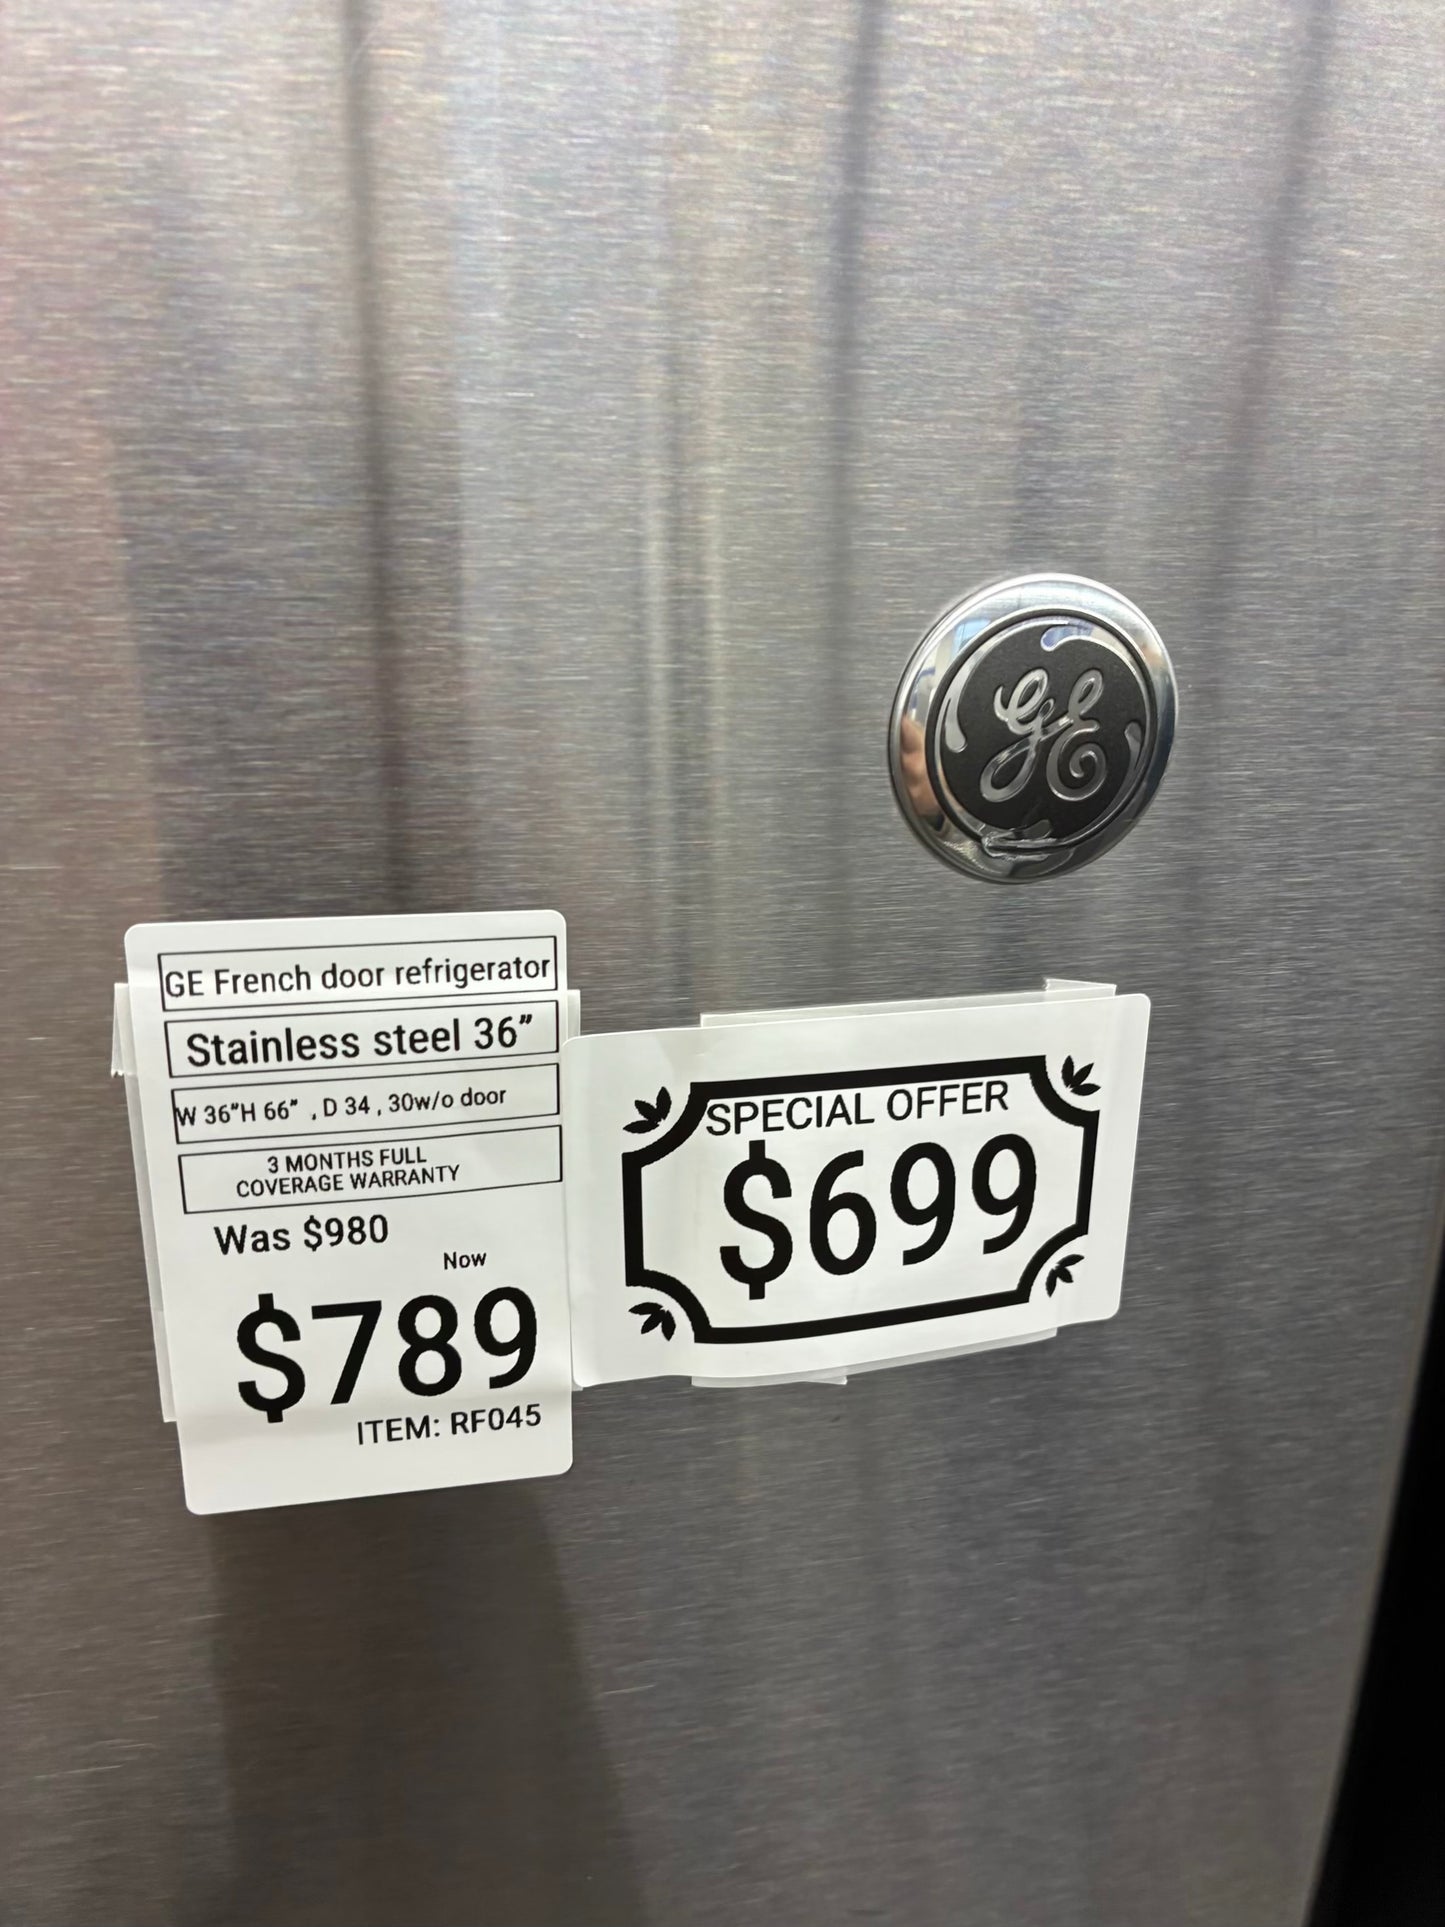 GE
GE French door refrigerator
Stainless steel 36”
W 36”H 66” , D 34 , 30w/o door
3 MONTHS FULL
COVERAGE WARRANTY
Was $980
Now
$789
ITEM: RF045
SPECIAL OFFER
$699